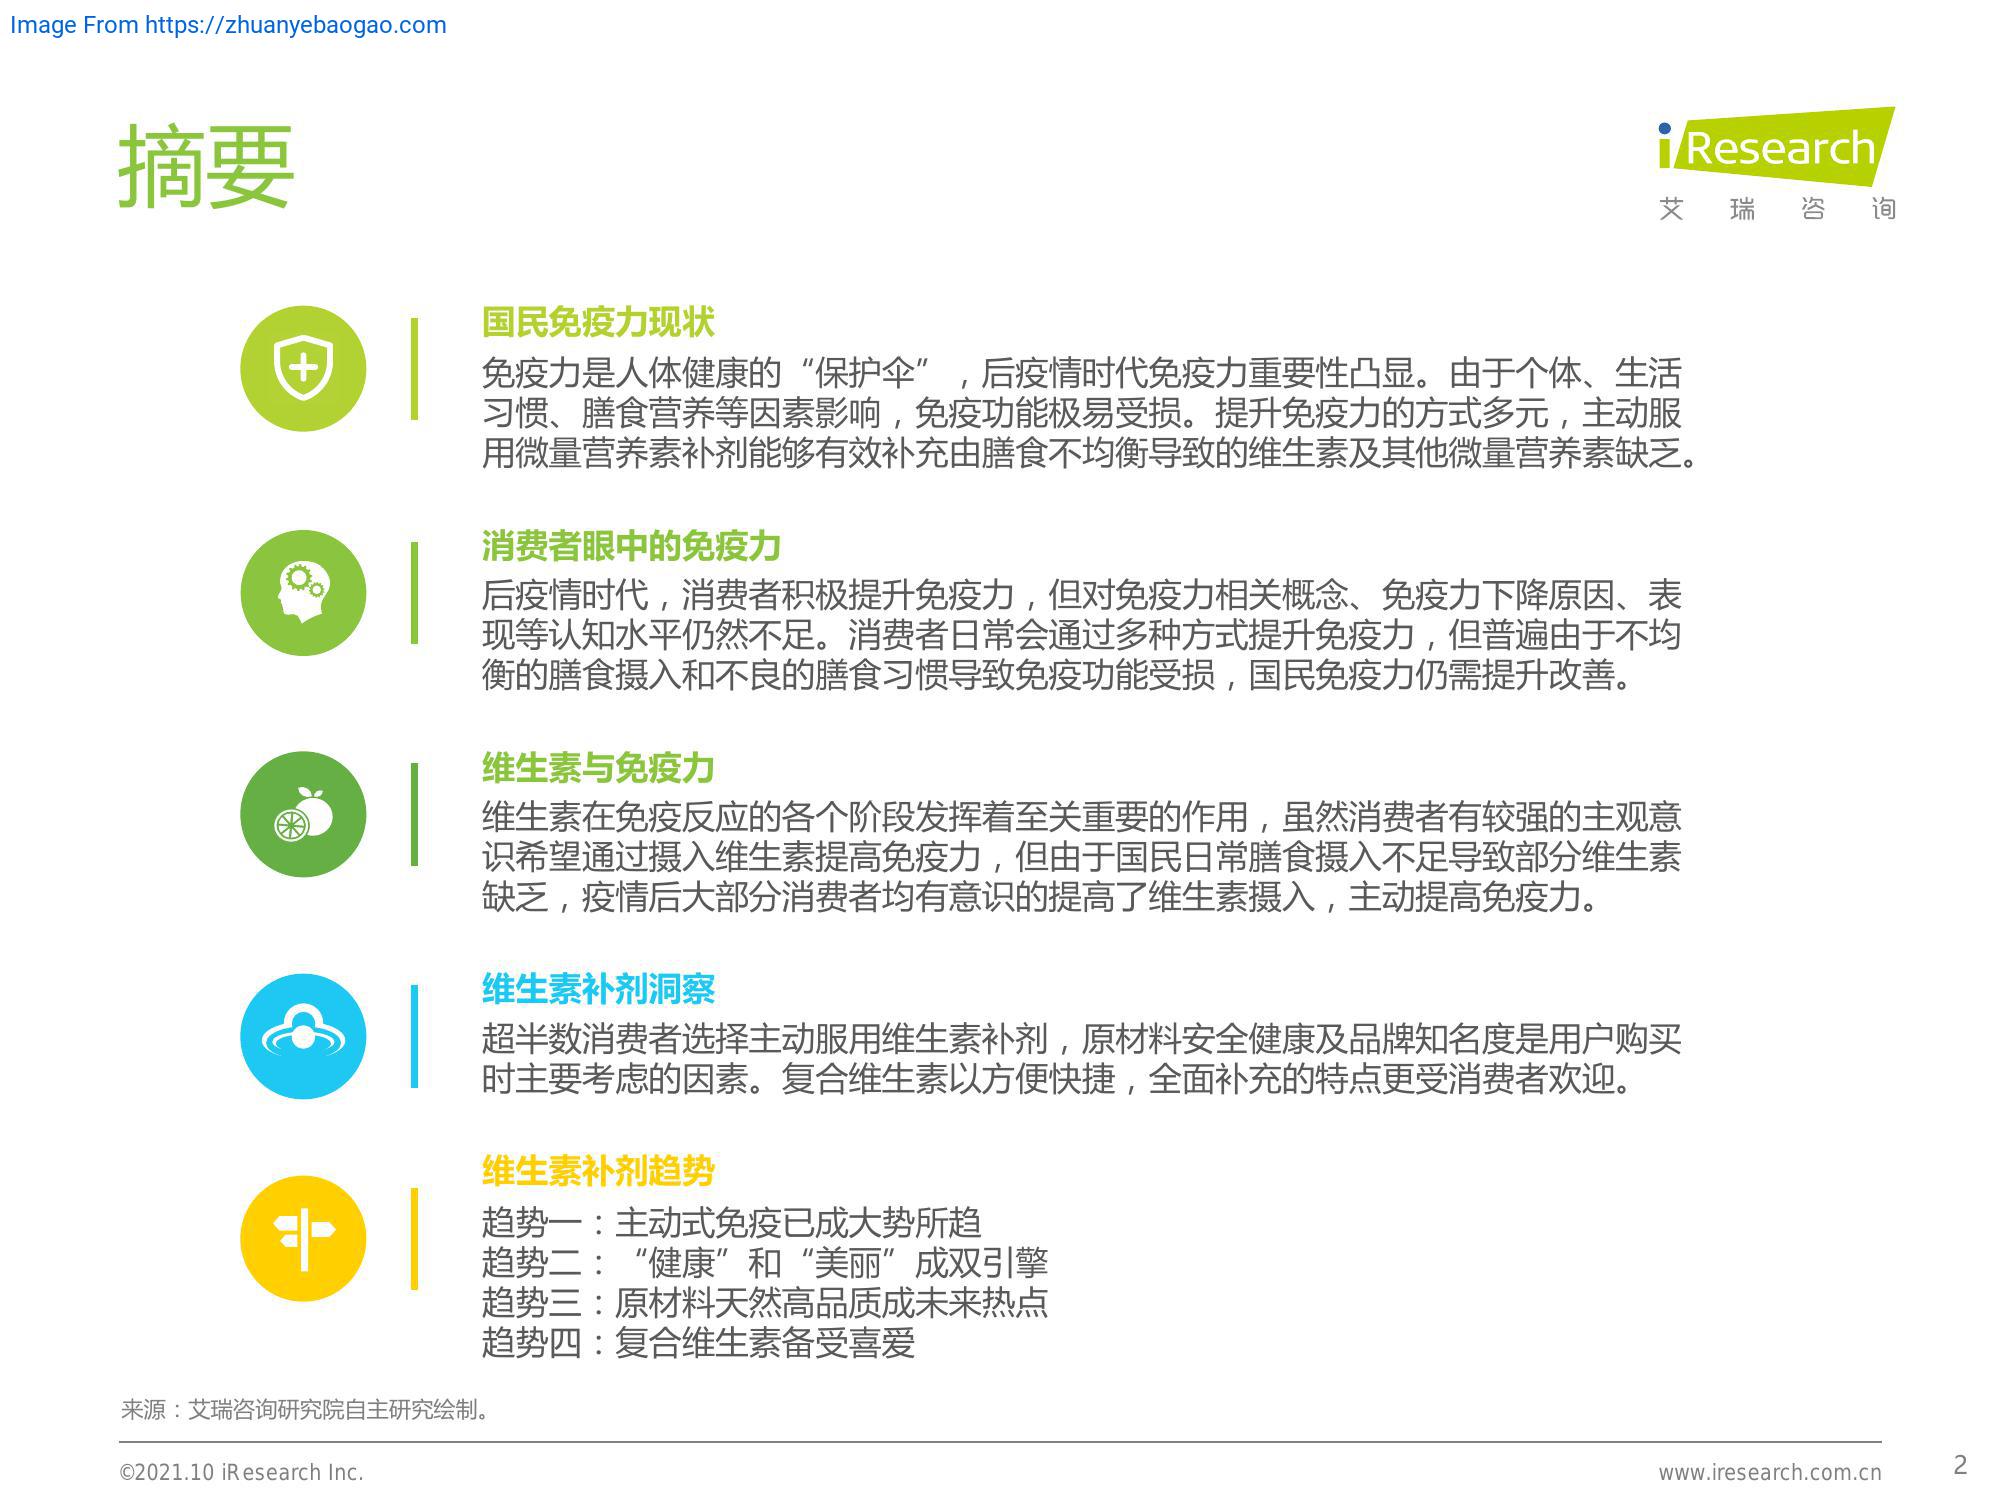 Image From https://zhuanyebaogao.com
摘要
iResearch
艾瑞咨询
国民免疫力现状
免疫力是人体健康的“保护伞”，后疫情时代免疫力重要性凸显。由于个体、生活
习惯、膳食营养等因素影响，免疫功能极易受损。提升免疫力的方式多元，主动服
用微量营养素补剂能够有效补充由膳食不均衡导致的维生素及其他微量营养素缺乏。
消费者眼中的免疫力
后疫情时代，消费者积极提升免疫力，但对免疫力相关概念、免疫力下降原因、表
现等认知水平仍然不足。消费者日常会通过多种方式提升免疫力，但普遍由于不均
衡的膳食摄入和不良的膳食习惯导致免疫功能受损，国民免疫力仍需提升改善。
维生素与免疫力
维生素在免疫反应的各个阶段发挥着至关重要的作用，虽然消费者有较强的主观意
识希望通过摄入维生素提高免疫力，但由于国民日常膳食摄入不足导致部分维生素
缺乏，疫情后大部分消费者均有意识的提高了维生素摄入，主动提高免疫力。
维生素补剂洞察
超半数消费者选择主动服用维生素补剂，原材料安全健康及品牌知名度是用户购买
时主要考虑的因素。复合维生素以方便快捷，全面补充的特点更受消费者欢迎。
维生素补剂趋势
趋势一：主动式免疫已成大势所趋
趋势二：“健康”和“美丽”成双引擎
趋势三：原材料天然高品质成未来热点
趋势四：复合维生素备受喜爱
来源：艾瑞咨询研究院自主研究绘制。
©2021.10 iResearch Inc.
www.iresearch.com.cn
2